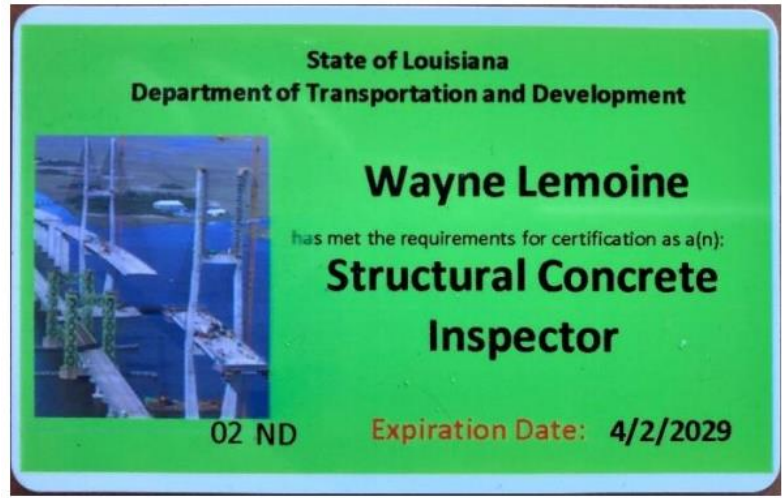 State of Louisiana
Department of Transportation and Development
Wayne Lemoine
has met the requirements for certification as a(n):
Structural Concrete
Inspector
02 ND Expiration Date: 4/2/2029